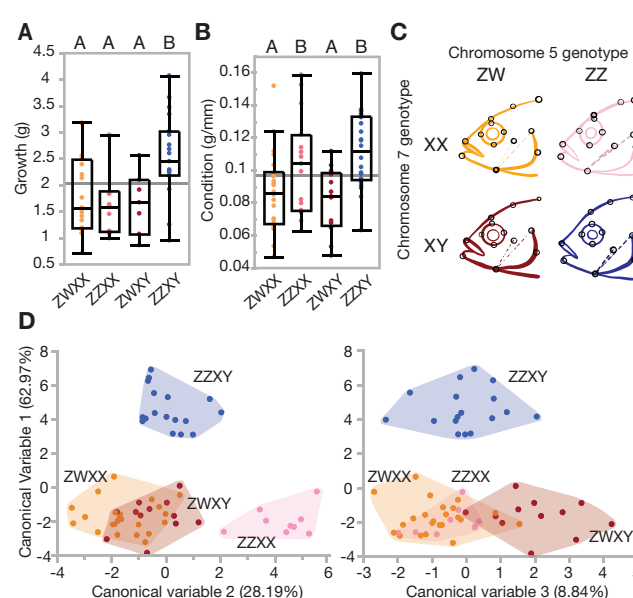 A
A A A B
Growth (g)
4.5
4
3.5
3
2.5
2
1.5
1
0.5
ZWXX ZZXX ZWXY ZZXY
B
A B A B
Condition (g/mm)
0.16
0.14
0.12
0.1
0.08
0.06
0.04
ZWXX ZZXX ZWXY ZZXY
C
Chromosome 5 genotype
ZW ZZ
Chromosome 7 genotype
XX
XY
D
Canonical Variable 1 (62.97%)
8
6
4
2
0
-2
-4
ZZXY
ZWXX
ZWXY
ZZXX
-4 -2 0 2 4 6
Canonical variable 2 (28.19%)
8
6
4
2
0
-2
-4
ZZXY
ZWXX
ZZXX
ZWXY
-3 -2 -1 0 1 2 3 4 5
Canonical variable 3 (8.84%)